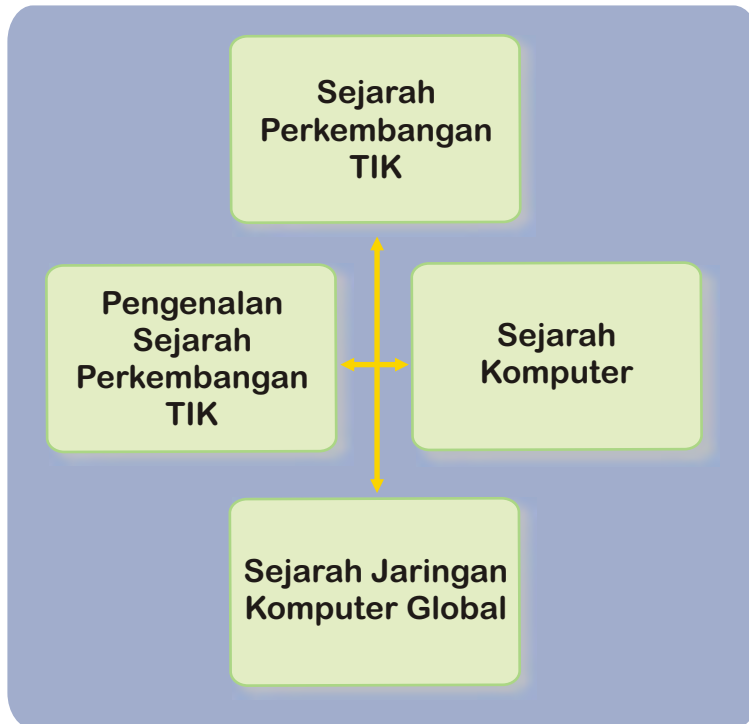 Sejarah
Perkembangan
TIK
Pengenalan
Sejarah
Perkembangan
TIK
Sejarah
Komputer
Sejarah Jaringan
Komputer Global